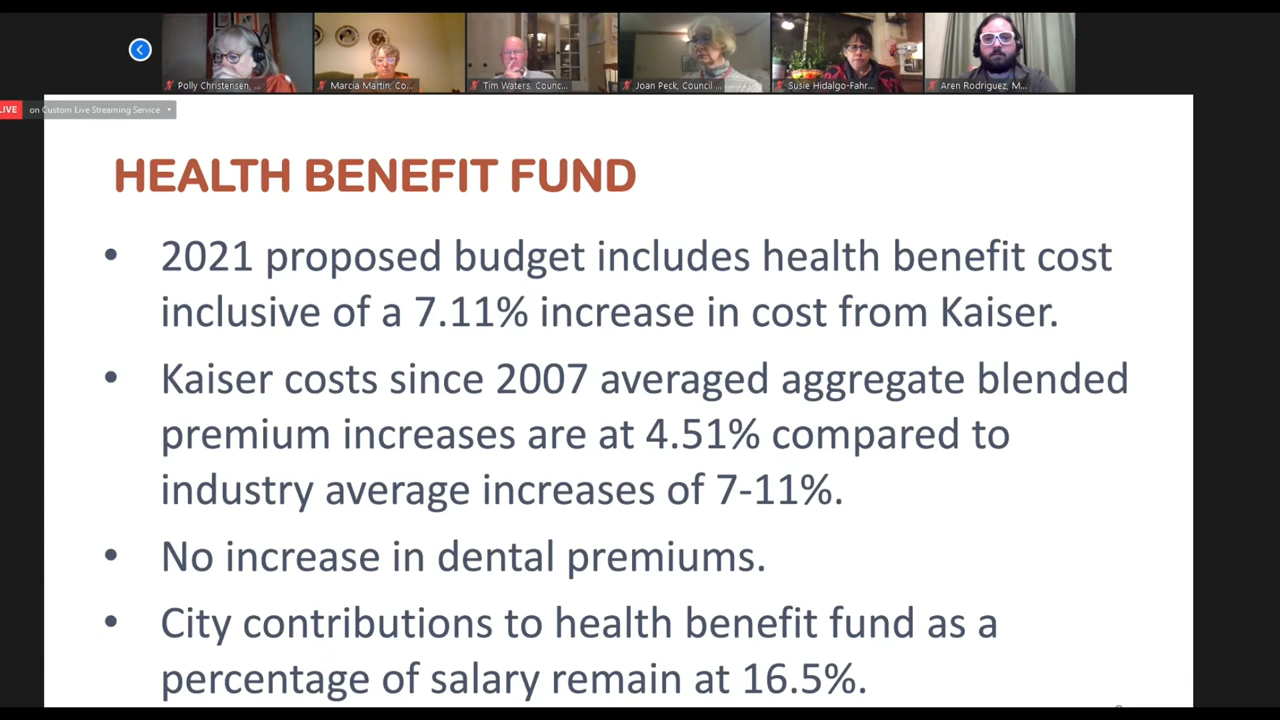 Polly Christensen, ...
Marcia Martin, Co...
Tim Waters, Counc...
Joan Peck, Council ...
Susie Hidalgo-Fahr...
Aren Rodriguez, M...
LIVE on Custom Live Streaming Service
HEALTH BENEFIT FUND
• 2021 proposed budget includes health benefit cost
inclusive of a 7.11% increase in cost from Kaiser.
• Kaiser costs since 2007 averaged aggregate blended
premium increases are at 4.51% compared to
industry average increases of 7-11%.
• No increase in dental premiums.
• City contributions to health benefit fund as a
percentage of salary remain at 16.5%.